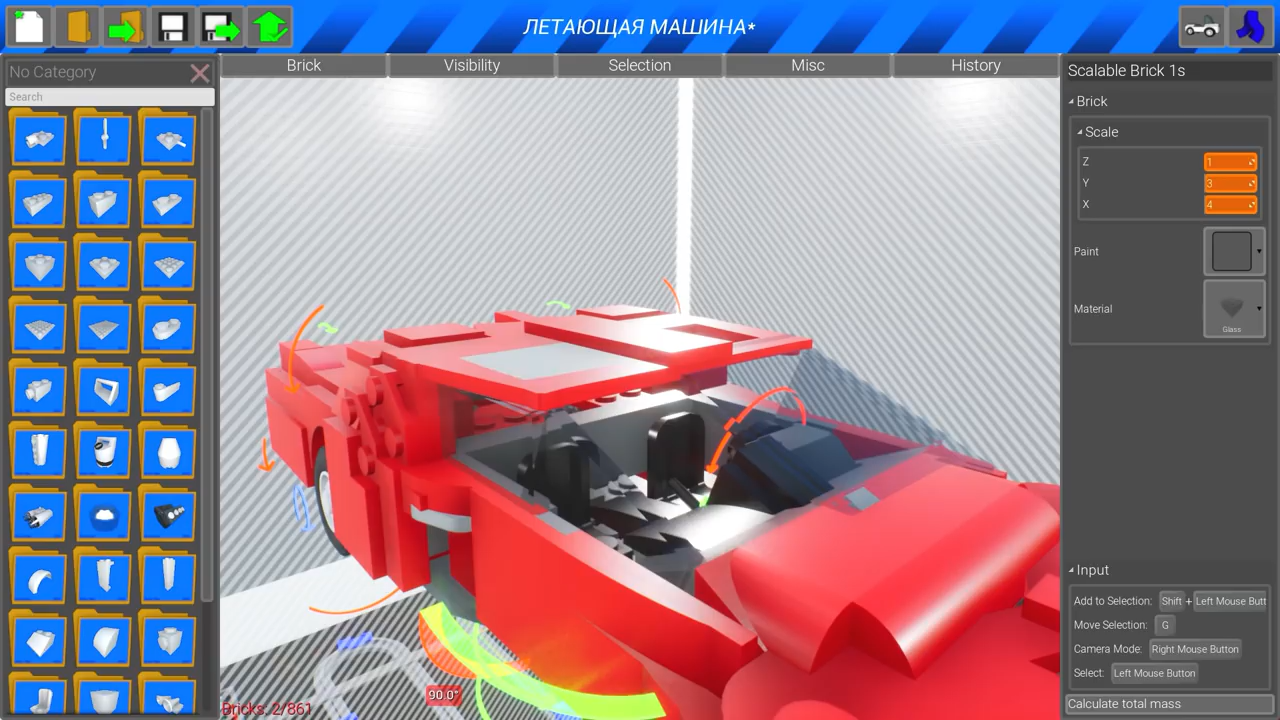 ЛЕТАЮЩАЯ МАШИНА*
No Category
Search
Brick
Visibility
Selection
Misc
History
90.0°
Bricks: 2/861
Scalable Brick 1s
Brick
Scale
Z 1
Y 3
X 4
Paint
Material
Glass
Input
Add to Selection: Shift + Left Mouse Butt
Move Selection: G
Camera Mode: Right Mouse Button
Select: Left Mouse Button
Calculate total mass